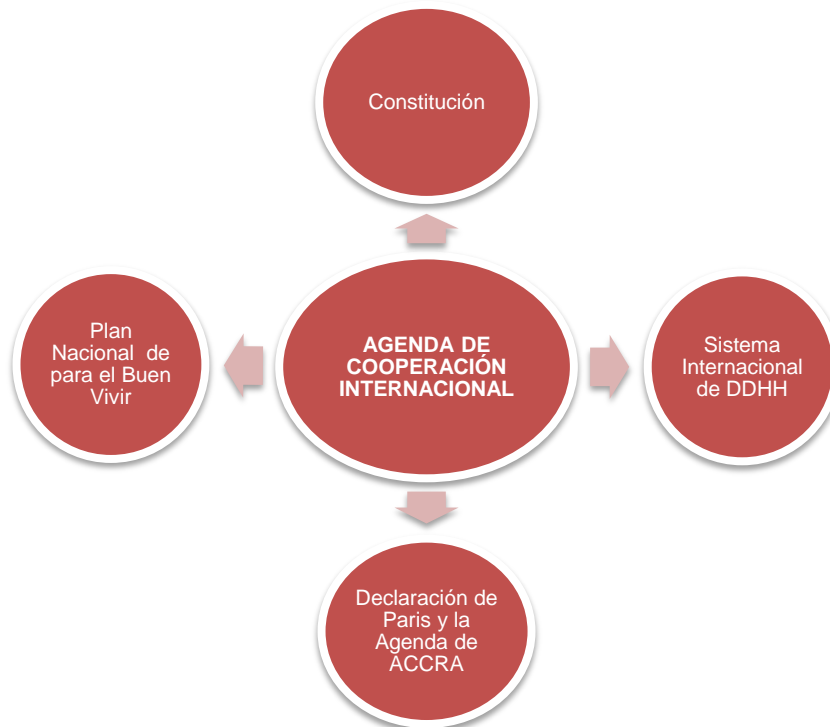 Constitución
Plan
Nacional de
para el Buen
Vivir
AGENDA DE
COOPERACIÓN
INTERNACIONAL
Sistema
Internacional
de DDHH
Declaración de
Paris y la
Agenda de
ACCRA